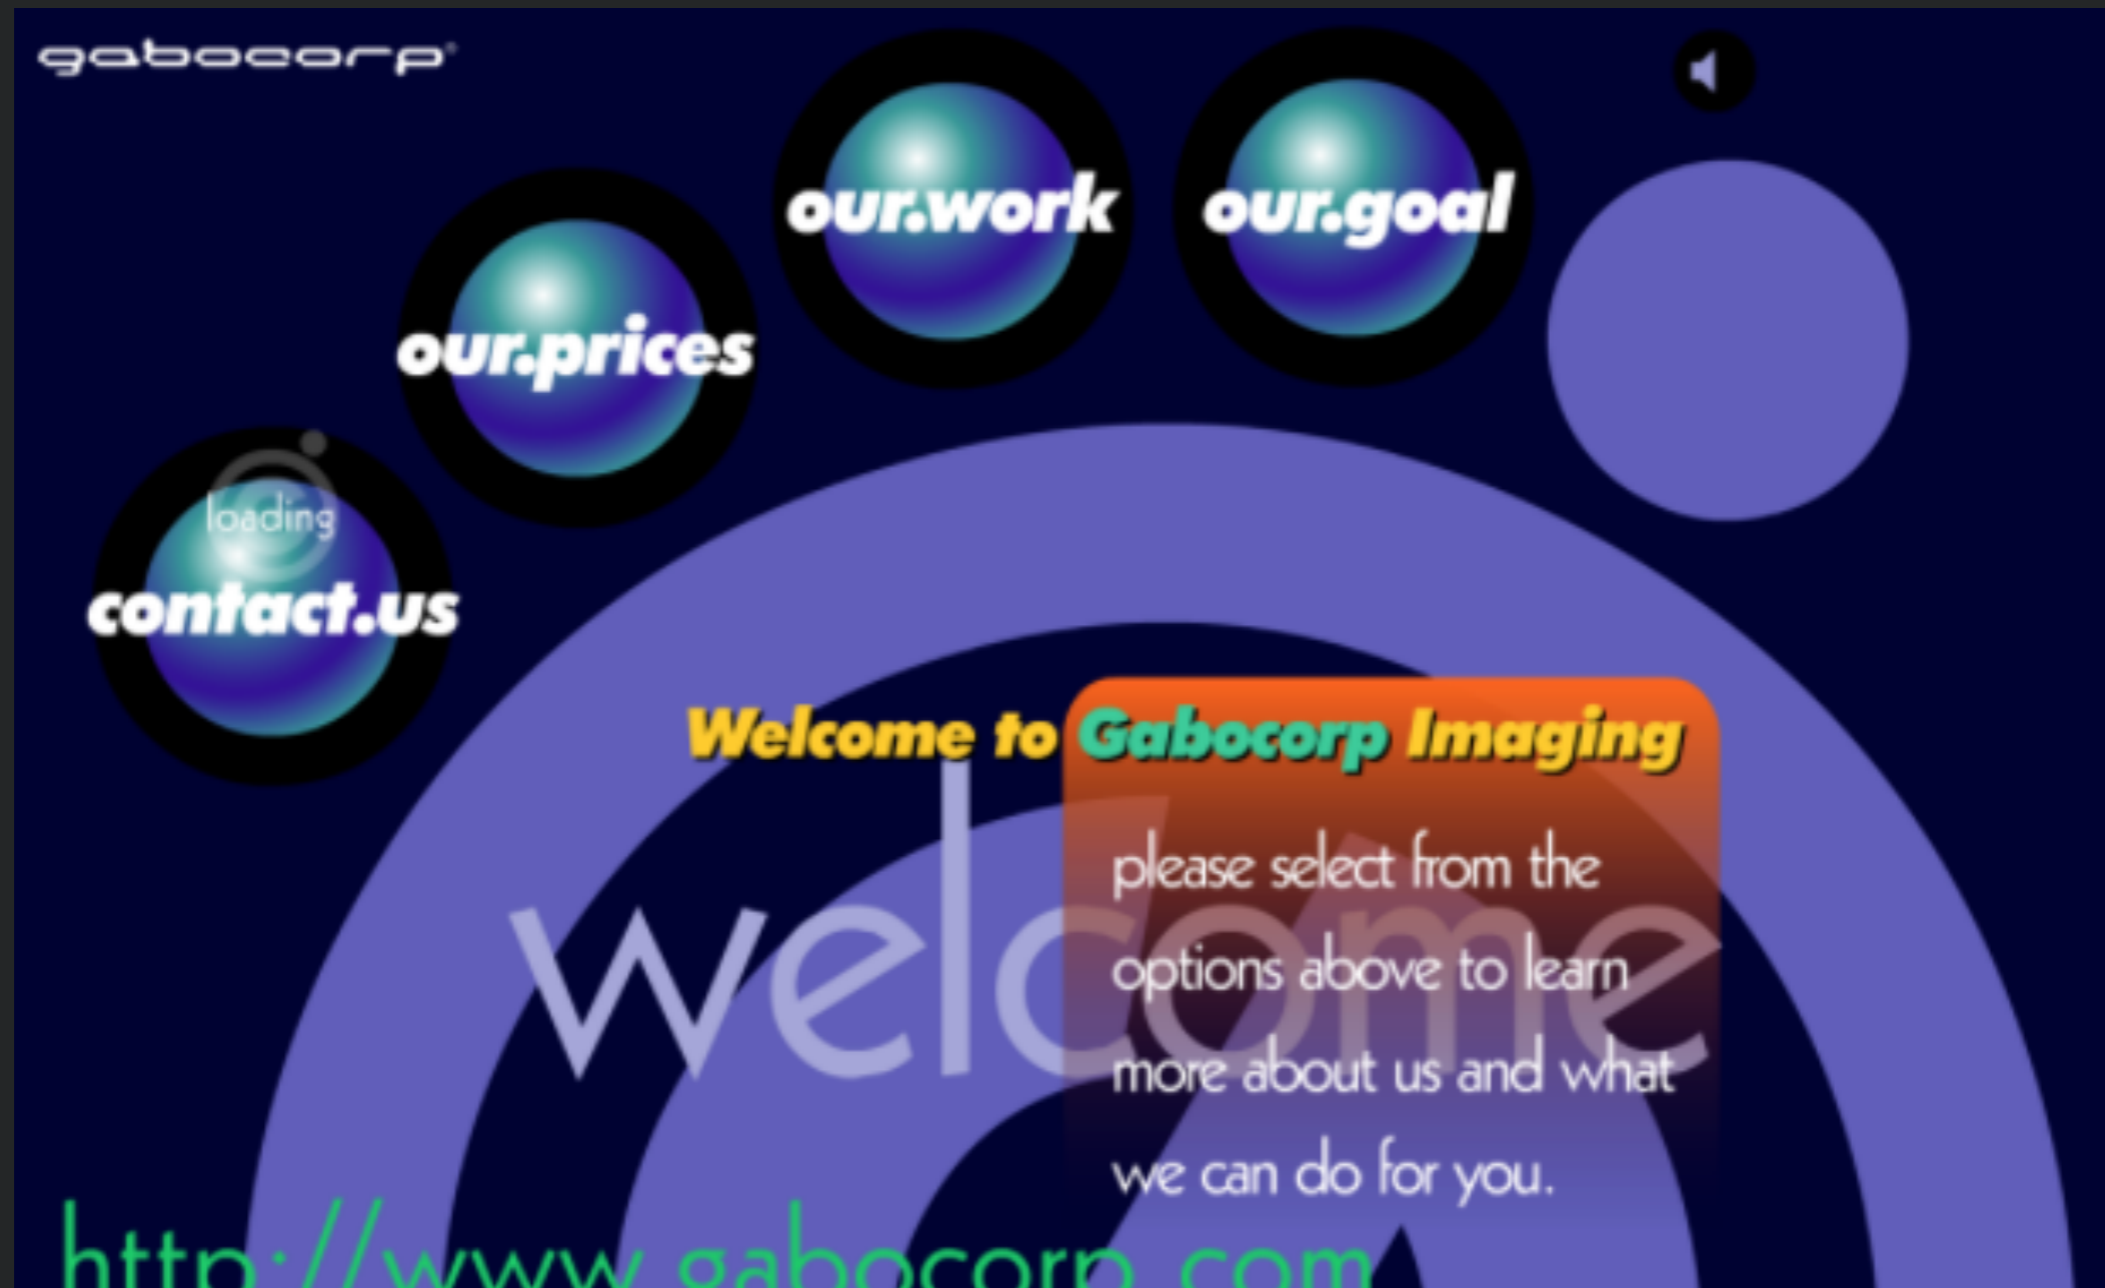 gabocorp®
our.work
our.goal
our.prices
loading
contact.us
Welcome to Gabocorp Imaging
welcome
please select from the
options above to learn
more about us and what
we can do for you.
http://www.gabocorp.com